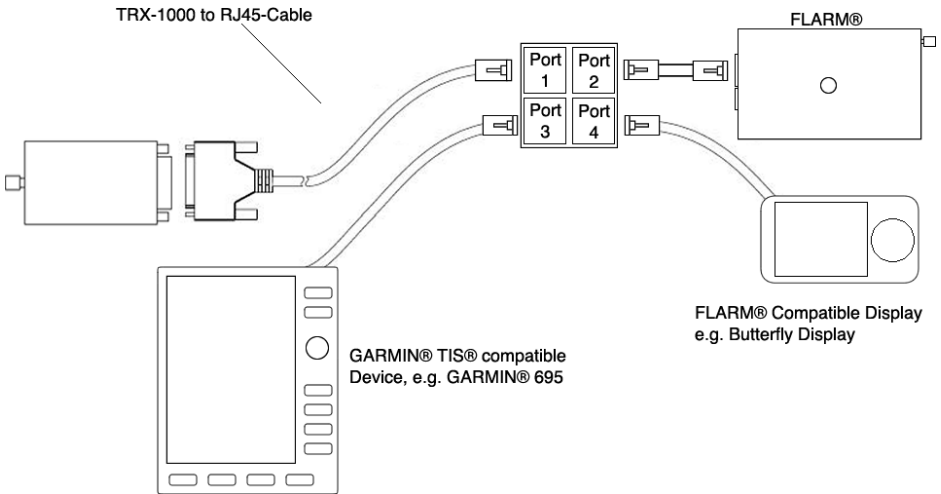 TRX-1000 to RJ45-Cable
FLARM®
Port
1
Port
2
Port
3
Port
4
FLARM® Compatible Display
e.g. Butterfly Display
GARMIN® TIS® compatible
Device, e.g. GARMIN® 695